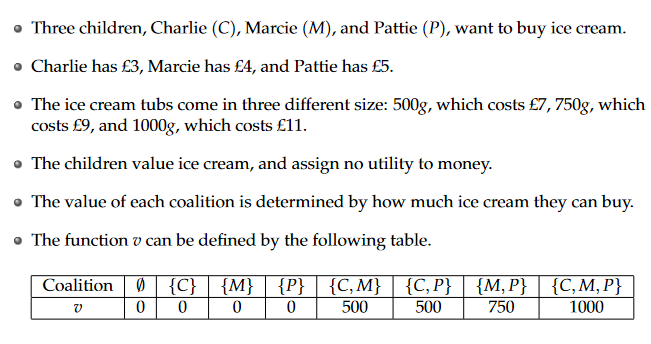 Three children, Charlie (C), Marcie (M), and Pattie (P), want to buy ice cream.
Charlie has £3, Marcie has £4, and Pattie has £5.
The ice cream tubs come in three different size: 500g, which costs £7, 750g, which
costs £9, and 1000g, which costs £11.
The children value ice cream, and assign no utility to money.
The value of each coalition is determined by how much ice cream they can buy.
The function v can be defined by the following table.
Coalition ∅ {C} {M} {P} {C, M} {C, P} {M, P} {C, M, P}
v 0 0 0 0 500 500 750 1000